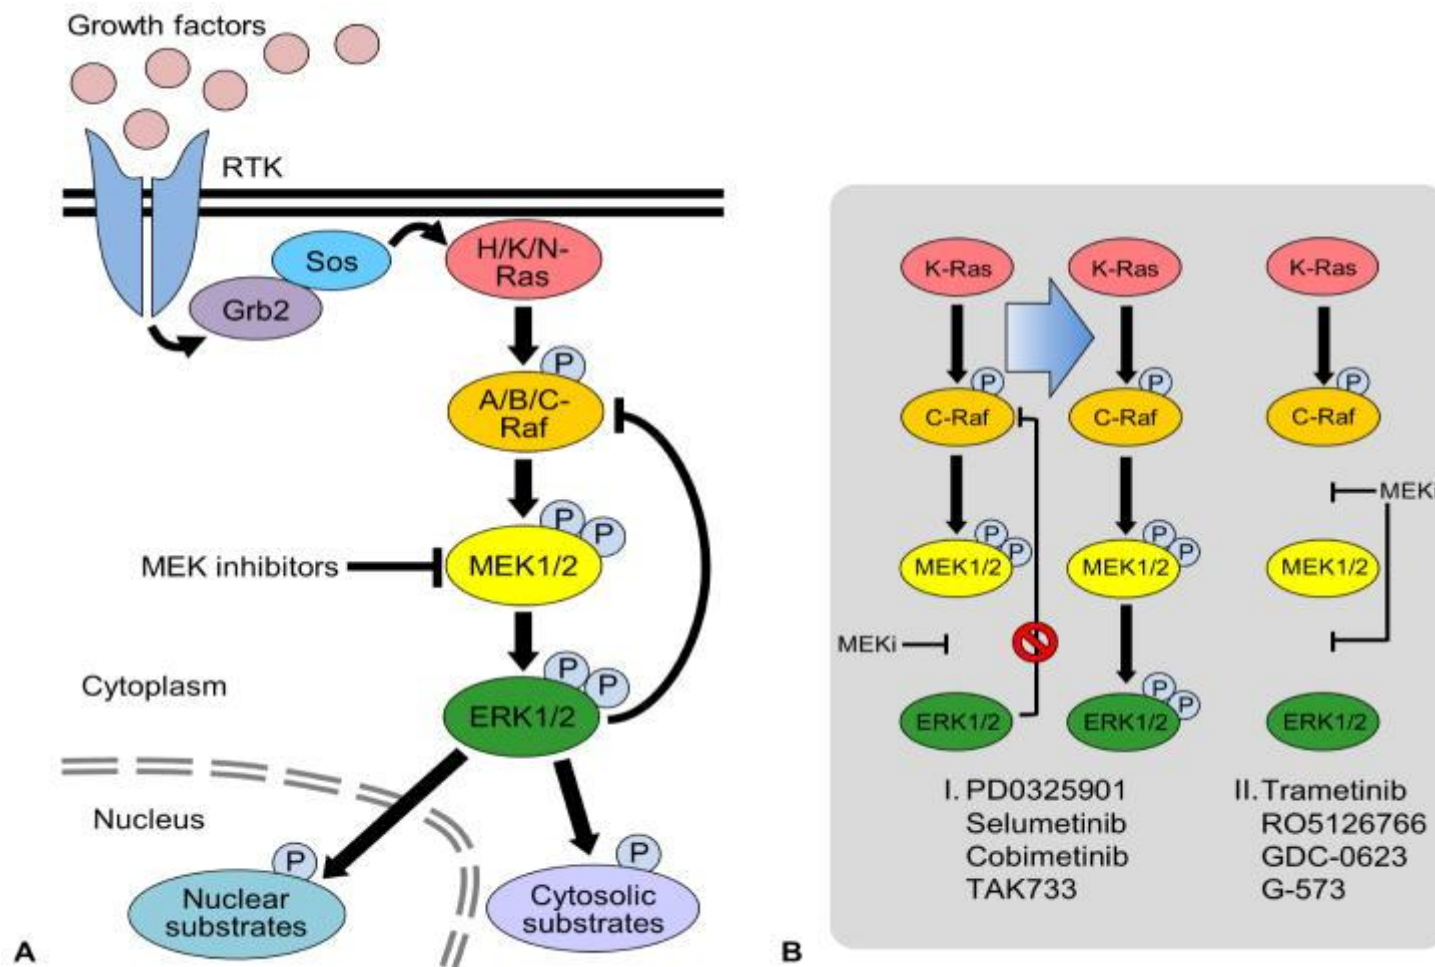 Growth factors
RTK
Sos
H/K/N-
Ras
Grb2
P
A/B/C-
Raf
P
P
MEK inhibitors
MEK1/2
P
P
Cytoplasm
ERK1/2
Nucleus
P
P
Nuclear
substrates
Cytosolic
substrates
A
K-Ras
K-Ras
K-Ras
P
P
P
C-Raf
C-Raf
C-Raf
MEKi
P
P
P
P
MEK1/2
MEK1/2
MEK1/2
MEKi
P
P
ERK1/2
ERK1/2
ERK1/2
I. PD0325901
Selumetinib
Cobimetinib
TAK733
II. Trametinib
RO5126766
GDC-0623
G-573
B